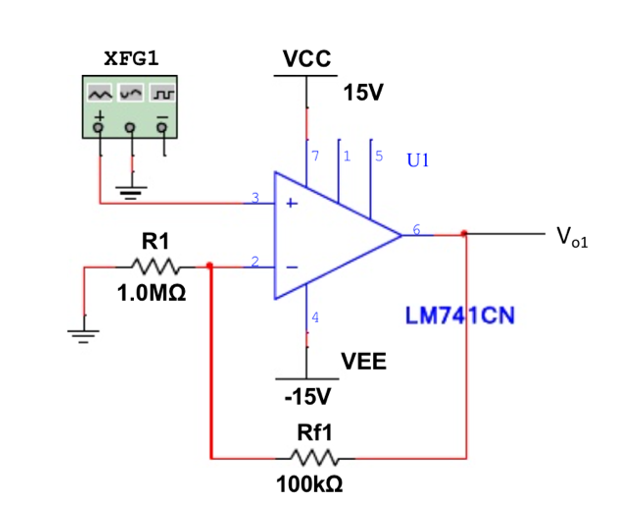 XFG1
VCC
15V
+
−
7
1
5
U1
3
+
6
V₀₁
R1
2
−
1.0MΩ
4
LM741CN
VEE
-15V
Rf1
100kΩ